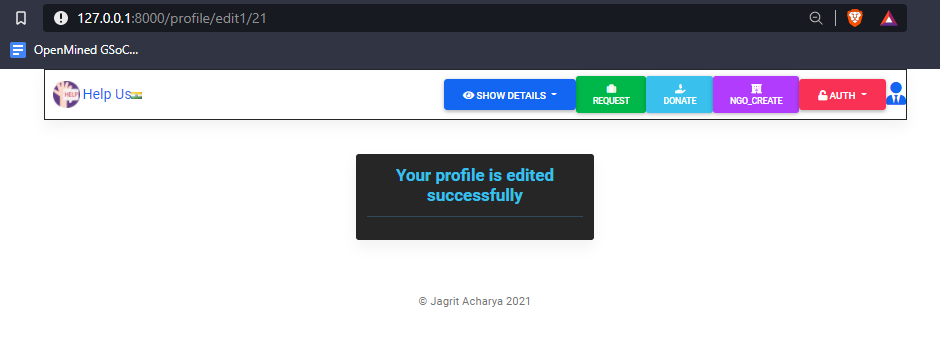 127.0.0.1:8000/profile/edit1/21
OpenMined GSoC...
HELP Help Us
SHOW DETAILS
REQUEST
DONATE
NGO_CREATE
AUTH
Your profile is edited
successfully
© Jagrit Acharya 2021